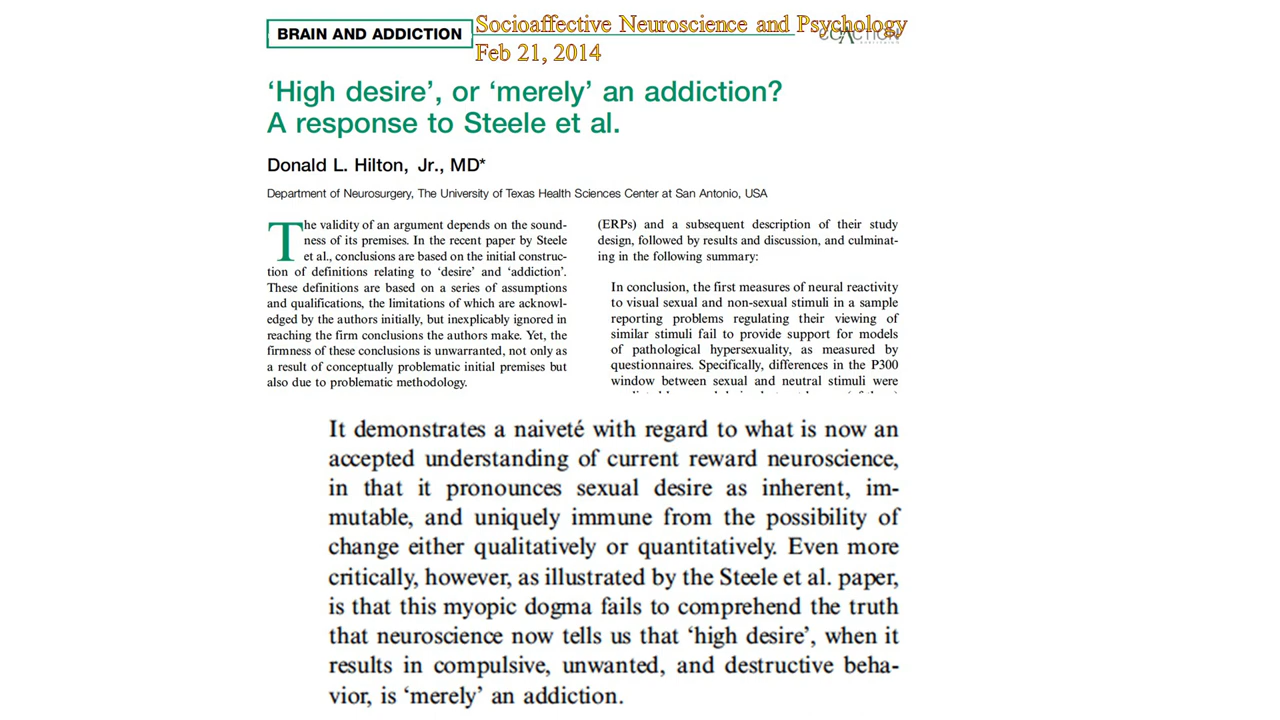 BRAIN AND ADDICTION
Socioaffective Neuroscience and Psychology
Feb 21, 2014
‘High desire’, or ‘merely’ an addiction?
A response to Steele et al.
Donald L. Hilton, Jr., MD*
Department of Neurosurgery, The University of Texas Health Sciences Center at San Antonio, USA
The validity of an argument depends on the sound-
ness of its premises. In the recent paper by Steele
et al., conclusions are based on the initial construc-
tion of definitions relating to ‘desire’ and ‘addiction’.
These definitions are based on a series of assumptions
and qualifications, the limitations of which are acknowl-
edged by the authors initially, but inexplicably ignored in
reaching the firm conclusions the authors make. Yet, the
firmness of these conclusions is unwarranted, not only as
a result of conceptually problematic initial premises but
also due to problematic methodology.
(ERPs) and a subsequent description of their study
design, followed by results and discussion, and culminat-
ing in the following summary:
In conclusion, the first measures of neural reactivity
to visual sexual and non-sexual stimuli in a sample
reporting problems regulating their viewing of
similar stimuli fail to provide support for models
of pathological hypersexuality, as measured by
questionnaires. Specifically, differences in the P300
window between sexual and neutral stimuli were
It demonstrates a naiveté with regard to what is now an
accepted understanding of current reward neuroscience,
in that it pronounces sexual desire as inherent, im-
mutable, and uniquely immune from the possibility of
change either qualitatively or quantitatively. Even more
critically, however, as illustrated by the Steele et al. paper,
is that this myopic dogma fails to comprehend the truth
that neuroscience now tells us that ‘high desire’, when it
results in compulsive, unwanted, and destructive beha-
vior, is ‘merely’ an addiction.